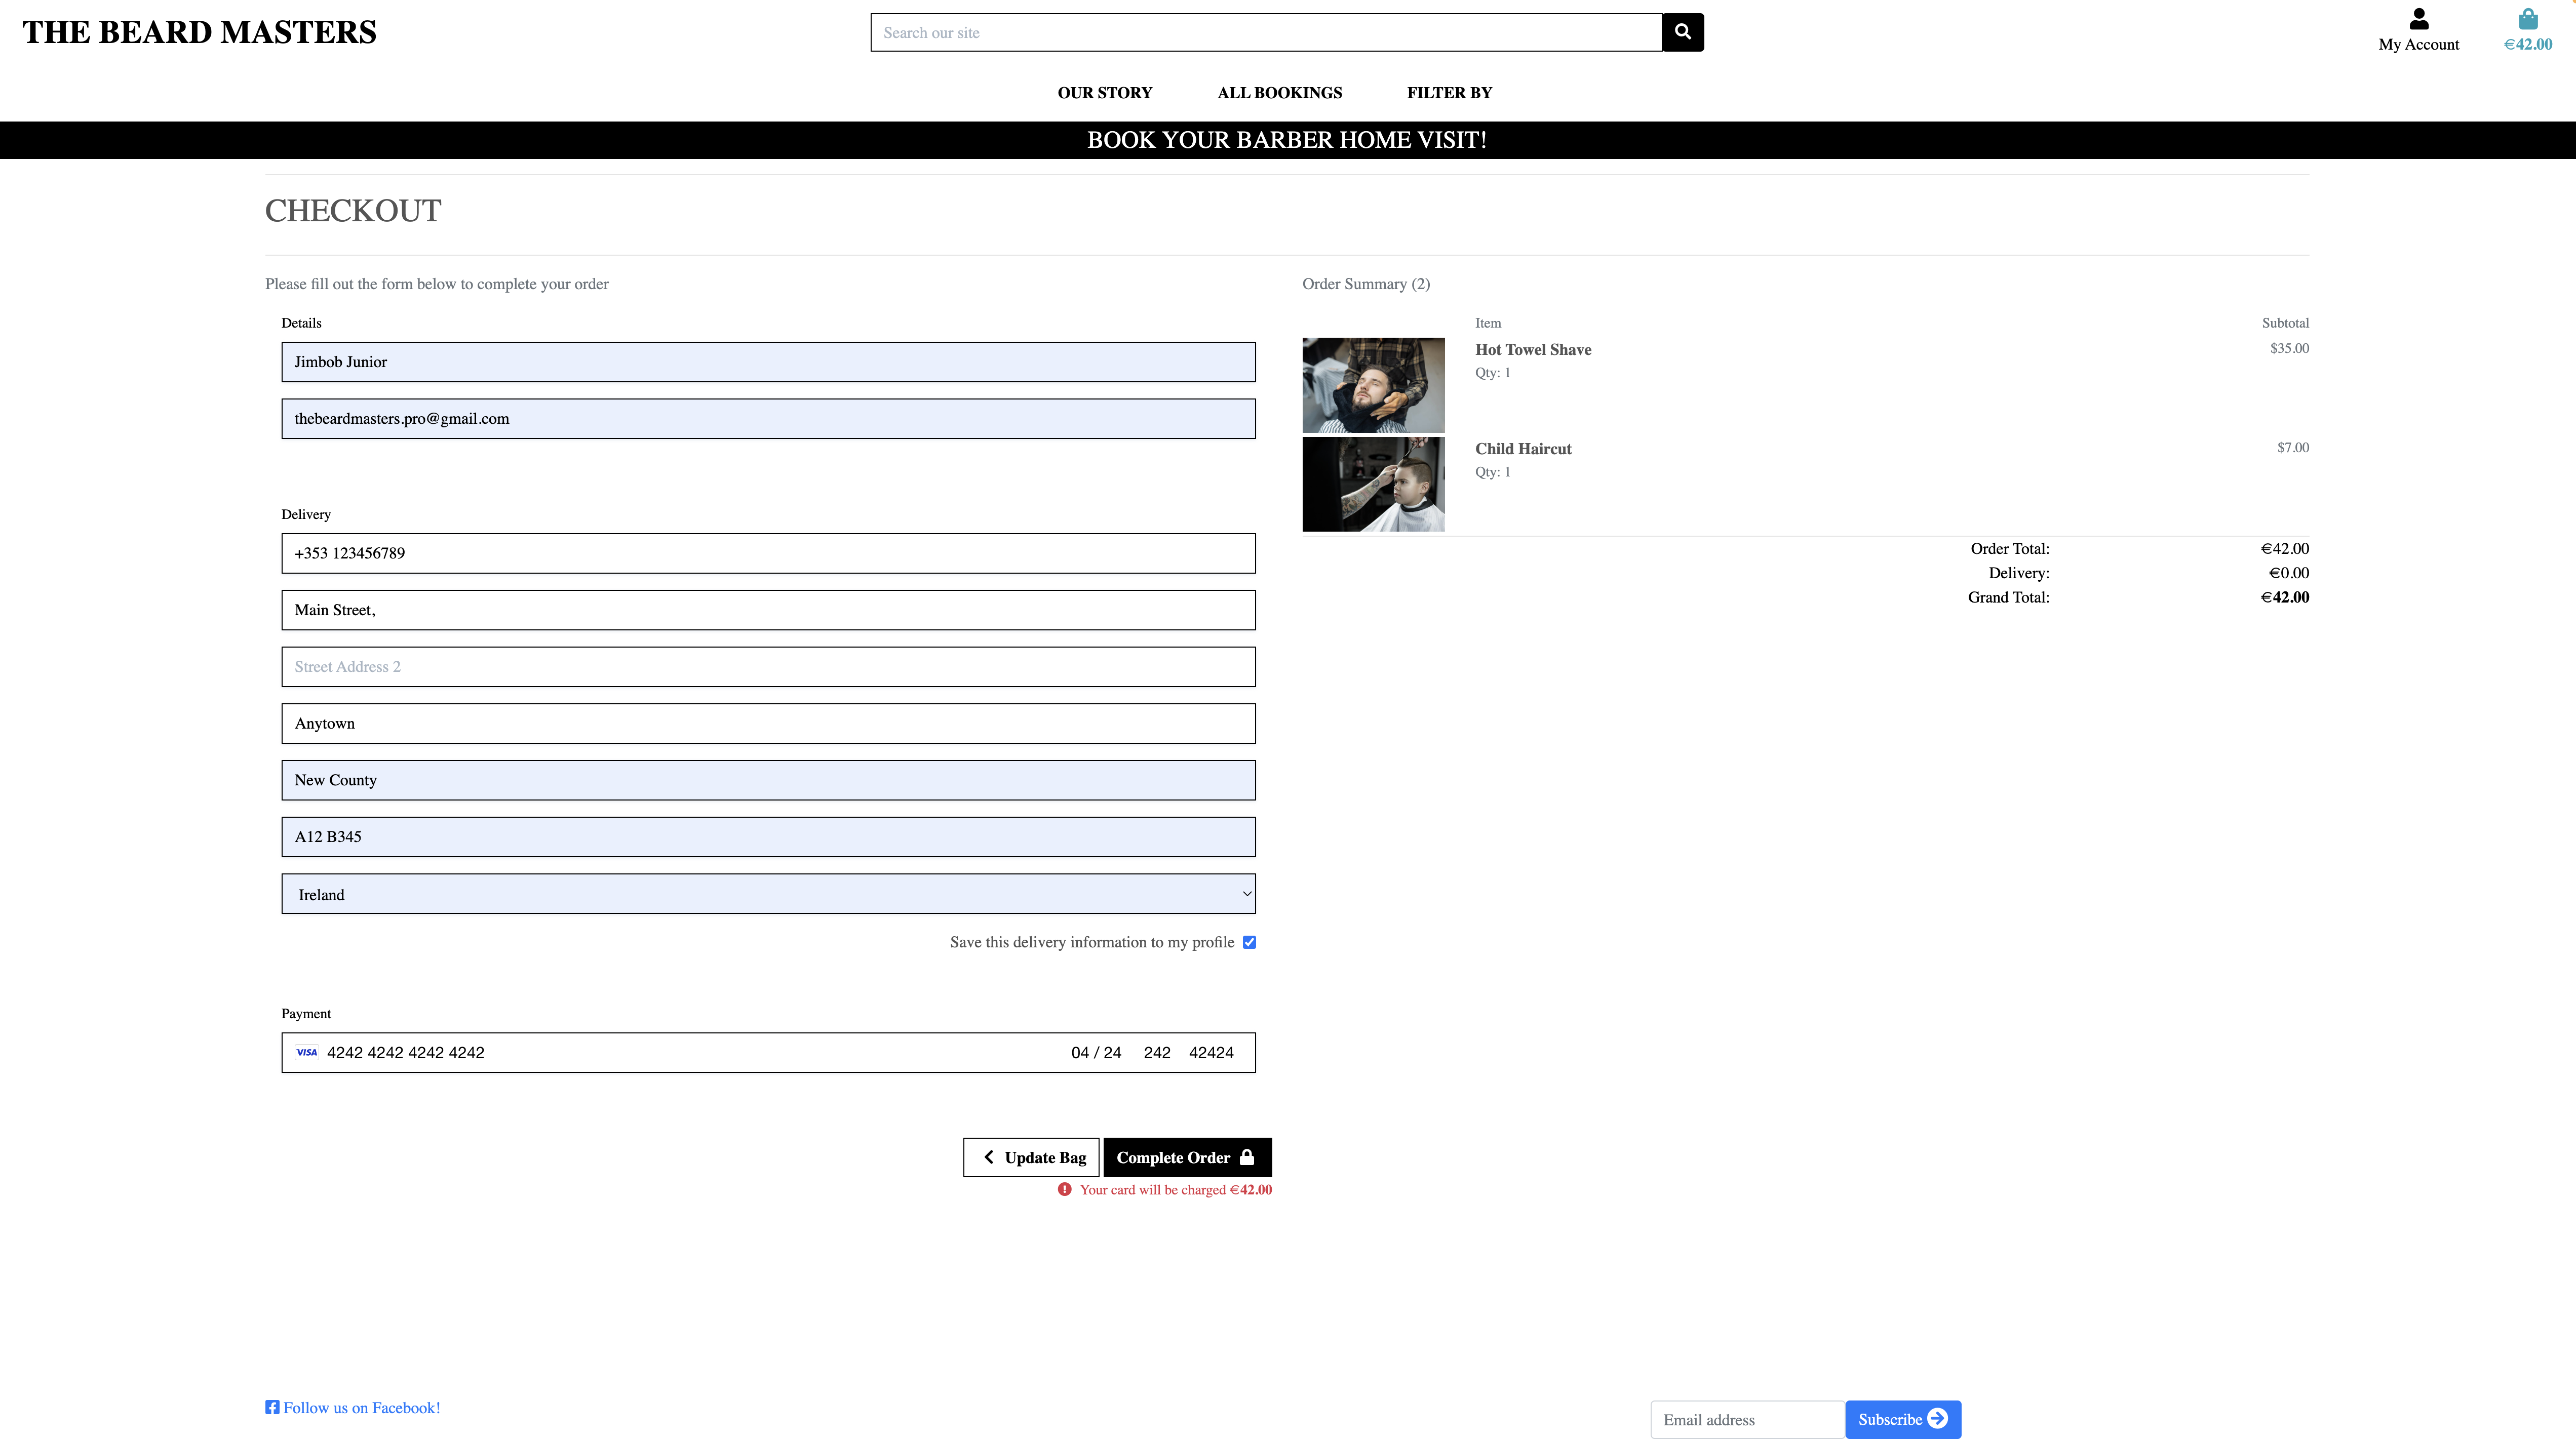 THE BEARD MASTERS
Search our site
My Account
€42.00
OUR STORY
ALL BOOKINGS
FILTER BY
BOOK YOUR BARBER HOME VISIT!
CHECKOUT
Please fill out the form below to complete your order
Details
Jimbob Junior
thebeardmasters.pro@gmail.com
Delivery
+353 123456789
Main Street,
Street Address 2
Anytown
New County
A12 B345
Ireland
Save this delivery information to my profile
Payment
VISA 4242 4242 4242 4242 04 / 24 242 42424
Update Bag
Complete Order
Your card will be charged €42.00
Order Summary (2)
Item Subtotal
Hot Towel Shave $35.00
Qty: 1
Child Haircut $7.00
Qty: 1
Order Total: €42.00
Delivery: €0.00
Grand Total: €42.00
Follow us on Facebook!
Email address
Subscribe